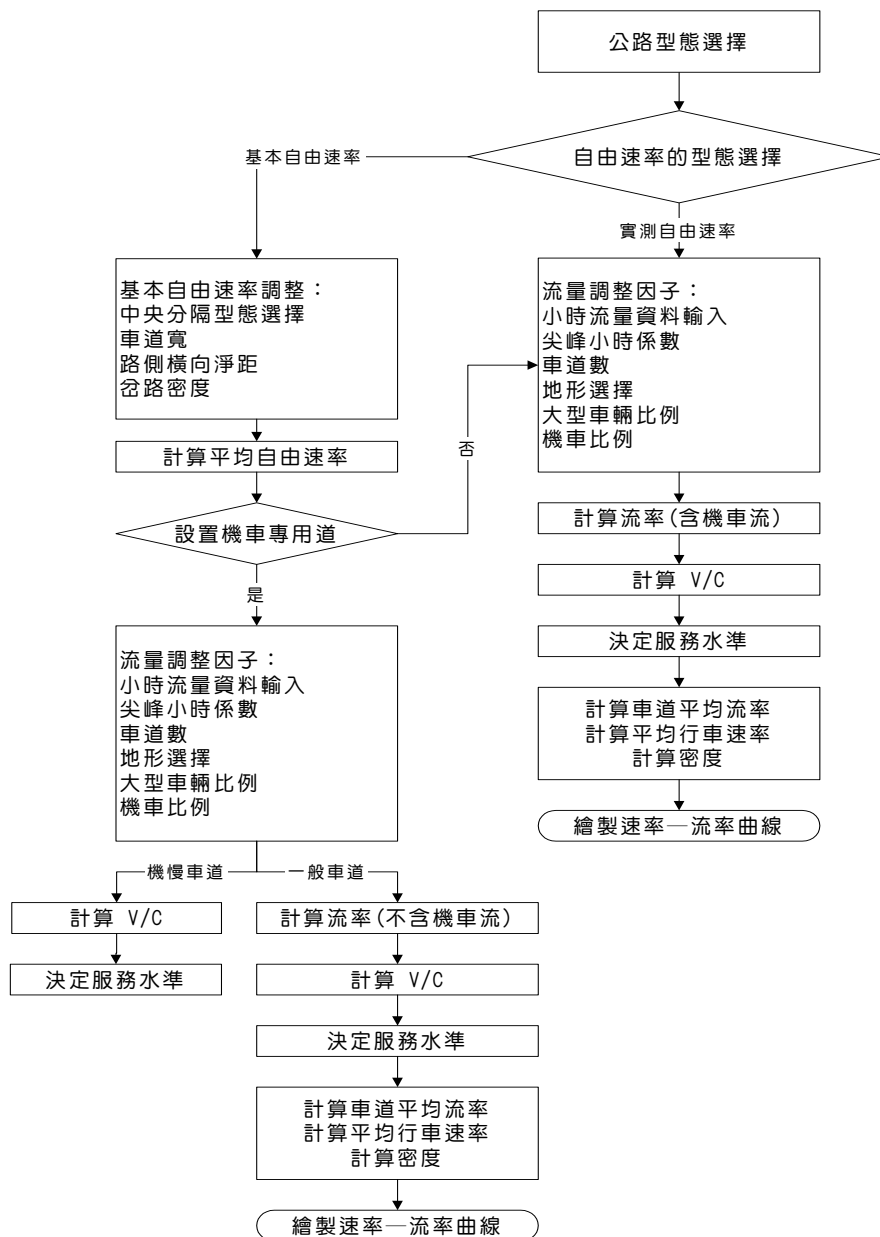 公路型態選擇
自由速率的型態選擇
基本自由速率
實測自由速率
基本自由速率調整：
中央分隔型態選擇
車道寬
路側橫向淨距
岔路密度
計算平均自由速率
設置機車專用道
否
是
流量調整因子：
小時流量資料輸入
尖峰小時係數
車道數
地形選擇
大型車輛比例
機車比例
計算流率(含機車流)
計算 V/C
決定服務水準
計算車道平均流率
計算平均行車速率
計算密度
繪製速率—流率曲線
流量調整因子：
小時流量資料輸入
尖峰小時係數
車道數
地形選擇
大型車輛比例
機車比例
機慢車道
一般車道
計算 V/C
決定服務水準
計算流率(不含機車流)
計算 V/C
決定服務水準
計算車道平均流率
計算平均行車速率
計算密度
繪製速率—流率曲線